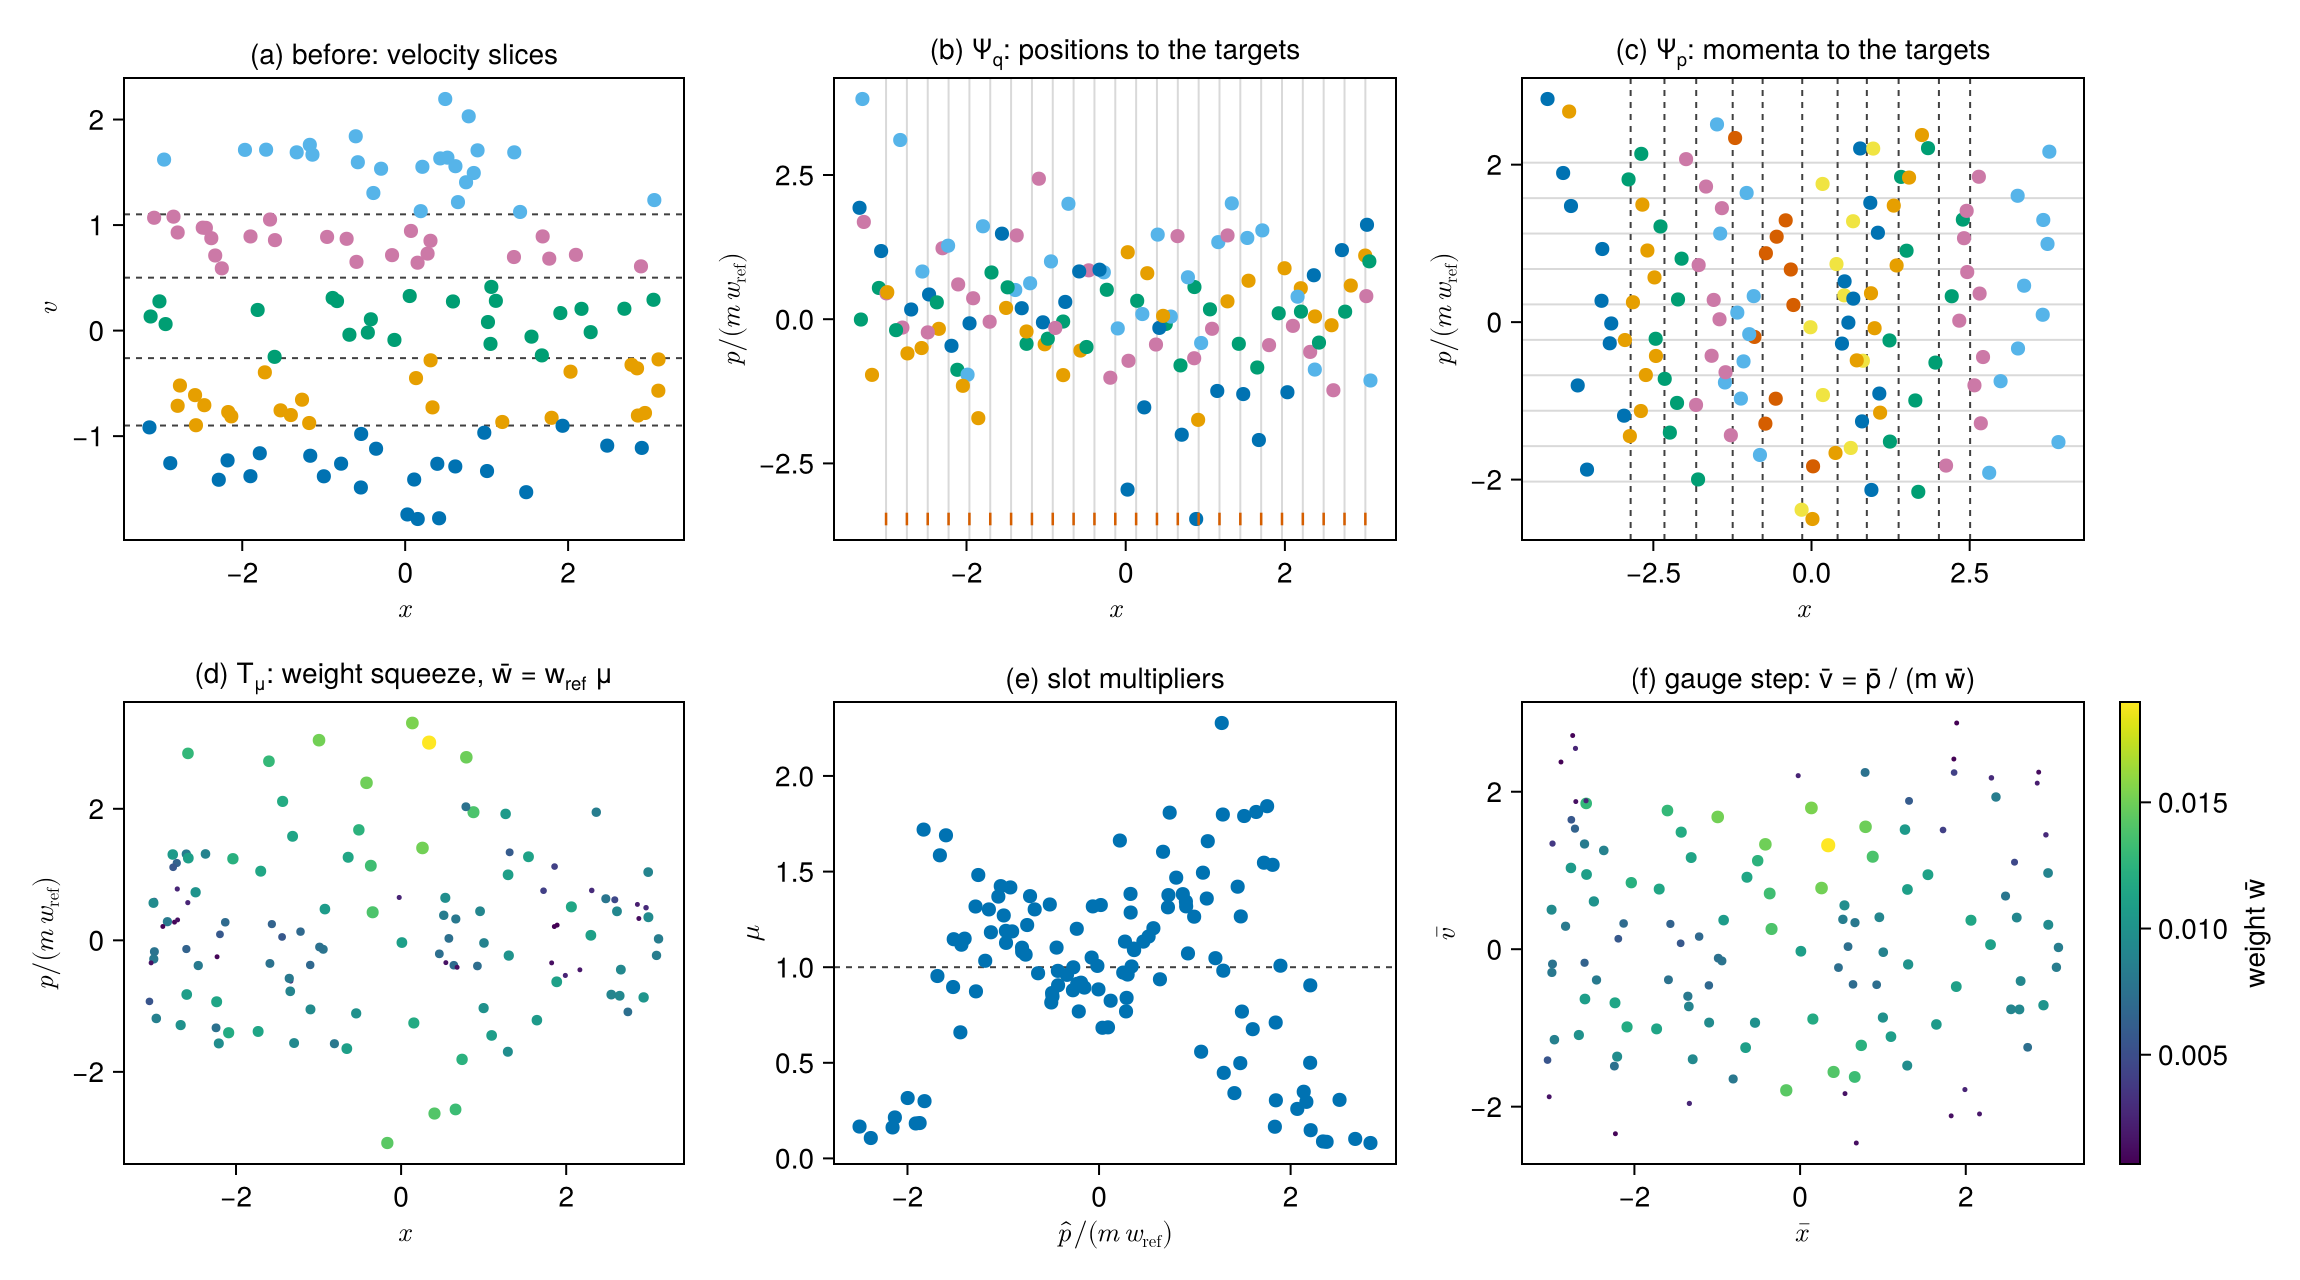 (a) before: velocity slices
2
1
0
−1
v
−2
0
2
x
(b) Ψq: positions to the targets
2.5
0.0
−2.5
p/(m wref)
−2
0
2
x
(c) Ψp: momenta to the targets
2
0
−2
p/(m wref)
−2.5
0.0
2.5
x
(d) Tμ: weight squeeze, w̄ = wref μ
2
0
−2
p/(m wref)
−2
0
2
x
(e) slot multipliers
2.0
1.5
1.0
0.5
0.0
μ
−2
0
2
p̂/(m wref)
(f) gauge step: v̄ = p̄ / (m w̄)
2
0
−2
v̄
−2
0
2
x̄
0.015
0.010
0.005
weight w̄